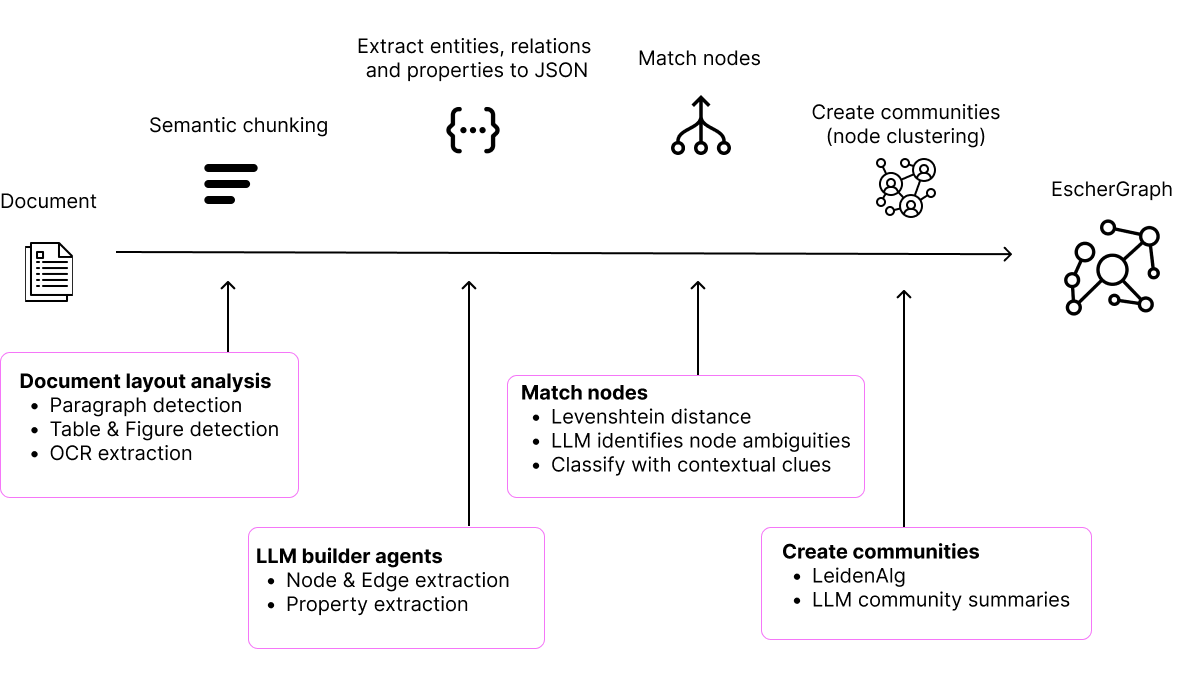 Extract entities, relations
and properties to JSON
Match nodes
Create communities
(node clustering)
Semantic chunking
EscherGraph
Document
{...}
Document layout analysis
• Paragraph detection
• Table & Figure detection
• OCR extraction
Match nodes
• Levenshtein distance
• LLM identifies node ambiguities
• Classify with contextual clues
LLM builder agents
• Node & Edge extraction
• Property extraction
Create communities
• LeidenAlg
• LLM community summaries